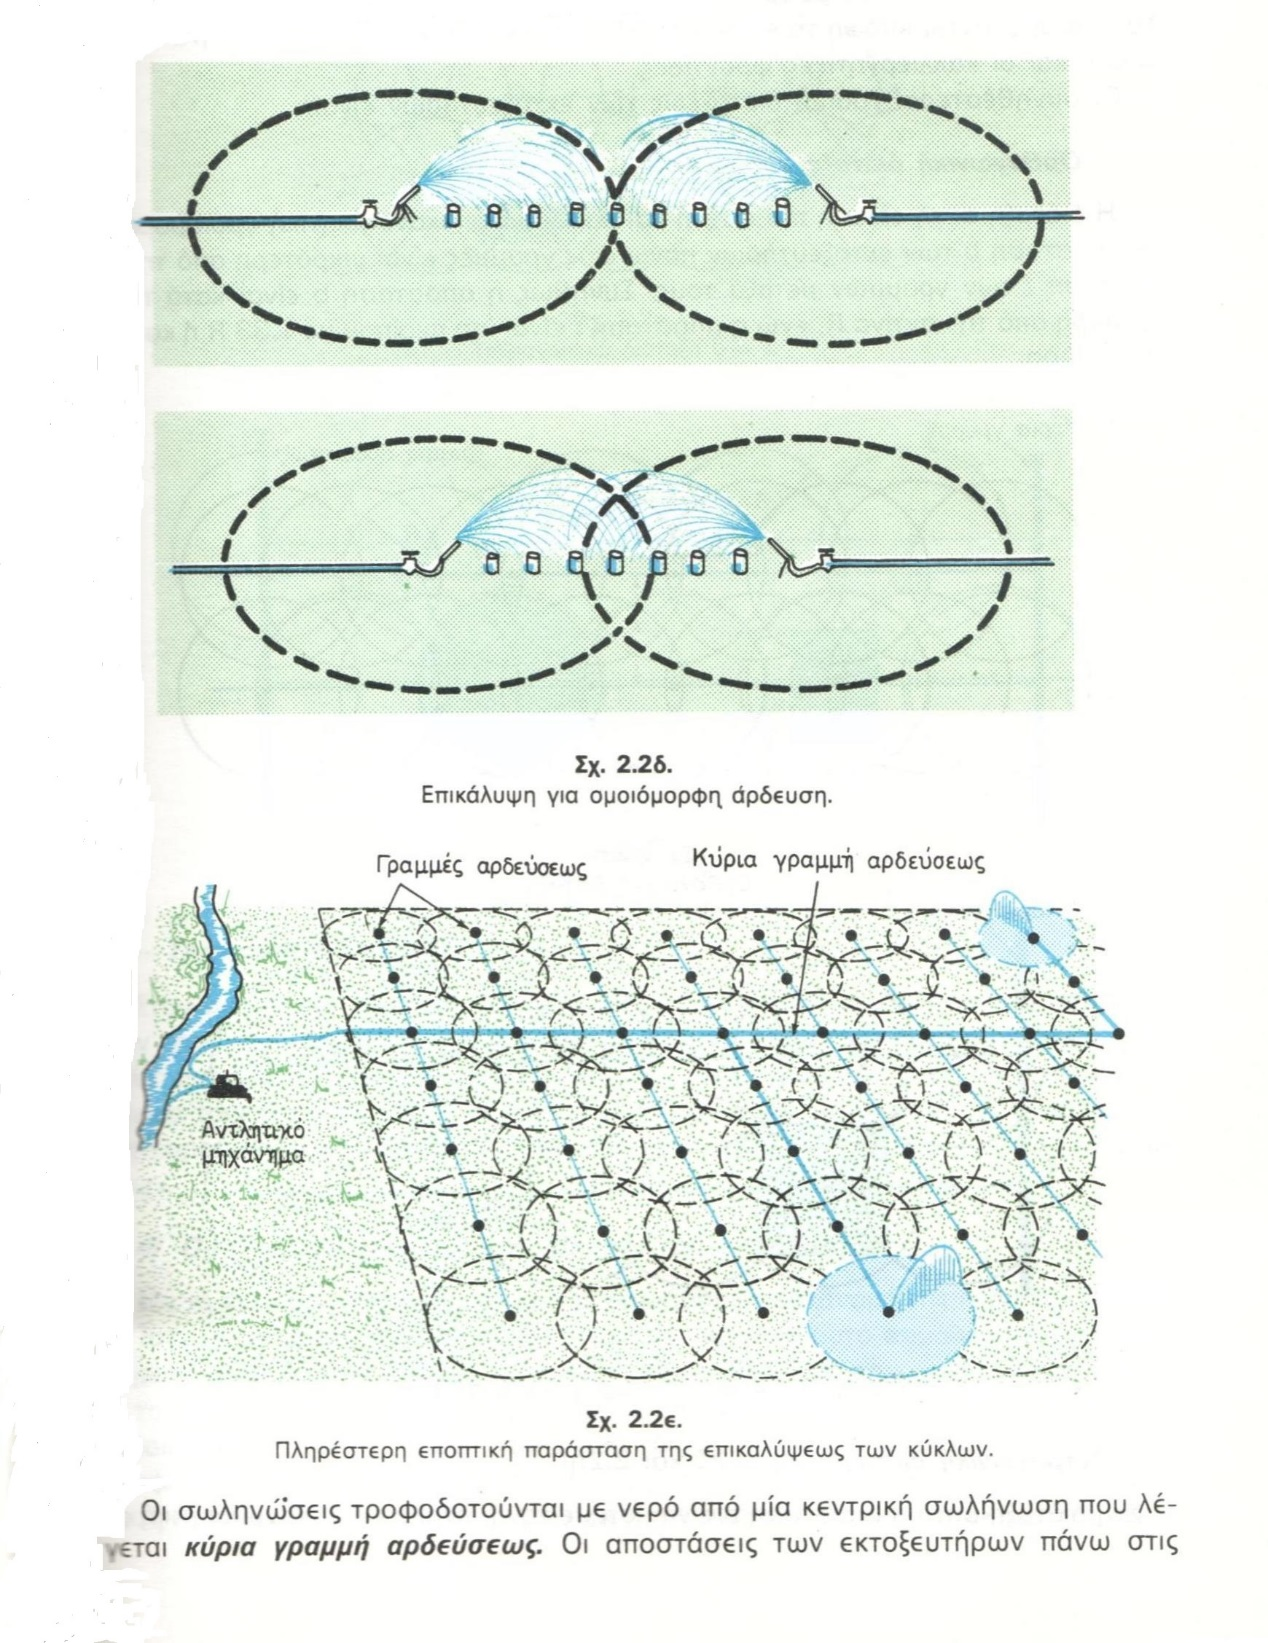 Σχ. 2.2δ.
Επικάλυψη για ομοιόμορφη άρδευση.
Γραμμές αρδεύσεως
Κύρια γραμμή αρδεύσεως
Αντλητικό
μηχάνημα
Σχ. 2.2ε.
Πληρέστερη εποπτική παράσταση της επικαλύψεως των κύκλων.
Οι σωληνώσεις τροφοδοτούνται με νερό από μία κεντρική σωλήνωση που λέ-
γεται κύρια γραμμή αρδεύσεως. Οι αποστάσεις των εκτοξευτήρων πάνω στις